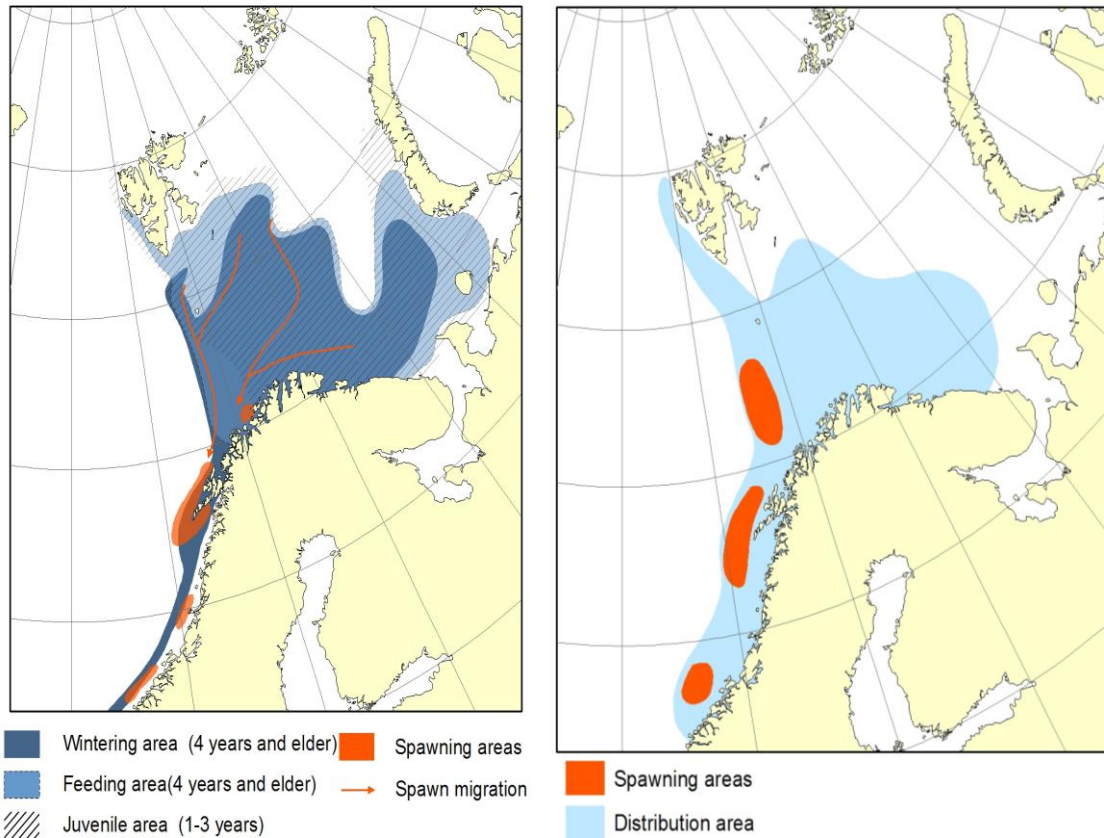 Wintering area (4 years and elder)
Feeding area(4 years and elder)
Juvenile area (1-3 years)
Spawning areas
Spawn migration
Spawning areas
Distribution area